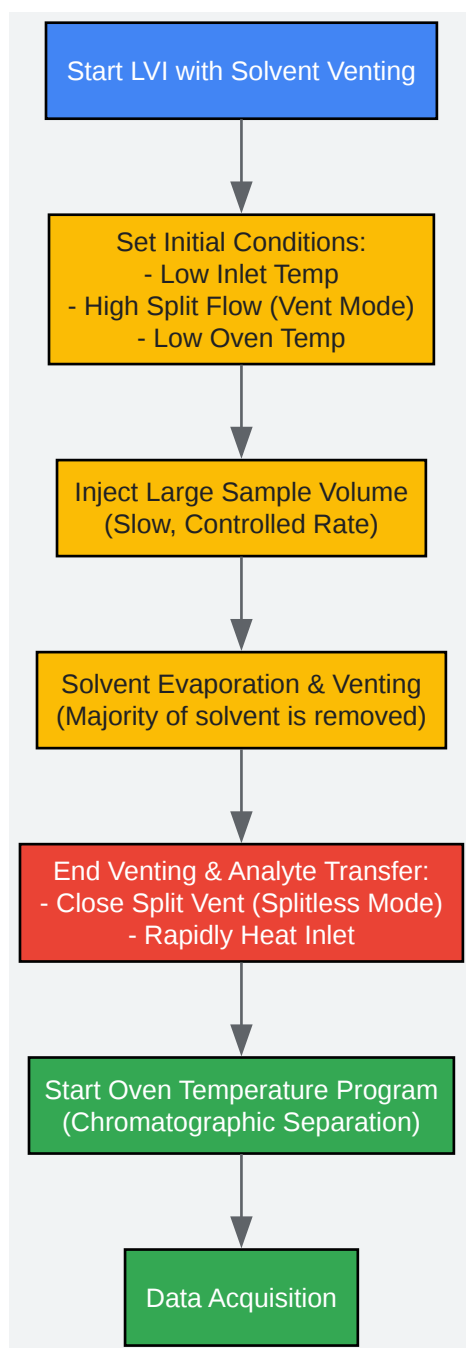 Start LVI with Solvent Venting
Set Initial Conditions:
- Low Inlet Temp
- High Split Flow (Vent Mode)
- Low Oven Temp
Inject Large Sample Volume
(Slow, Controlled Rate)
Solvent Evaporation & Venting
(Majority of solvent is removed)
End Venting & Analyte Transfer:
- Close Split Vent (Splitless Mode)
- Rapidly Heat Inlet
Start Oven Temperature Program
(Chromatographic Separation)
Data Acquisition